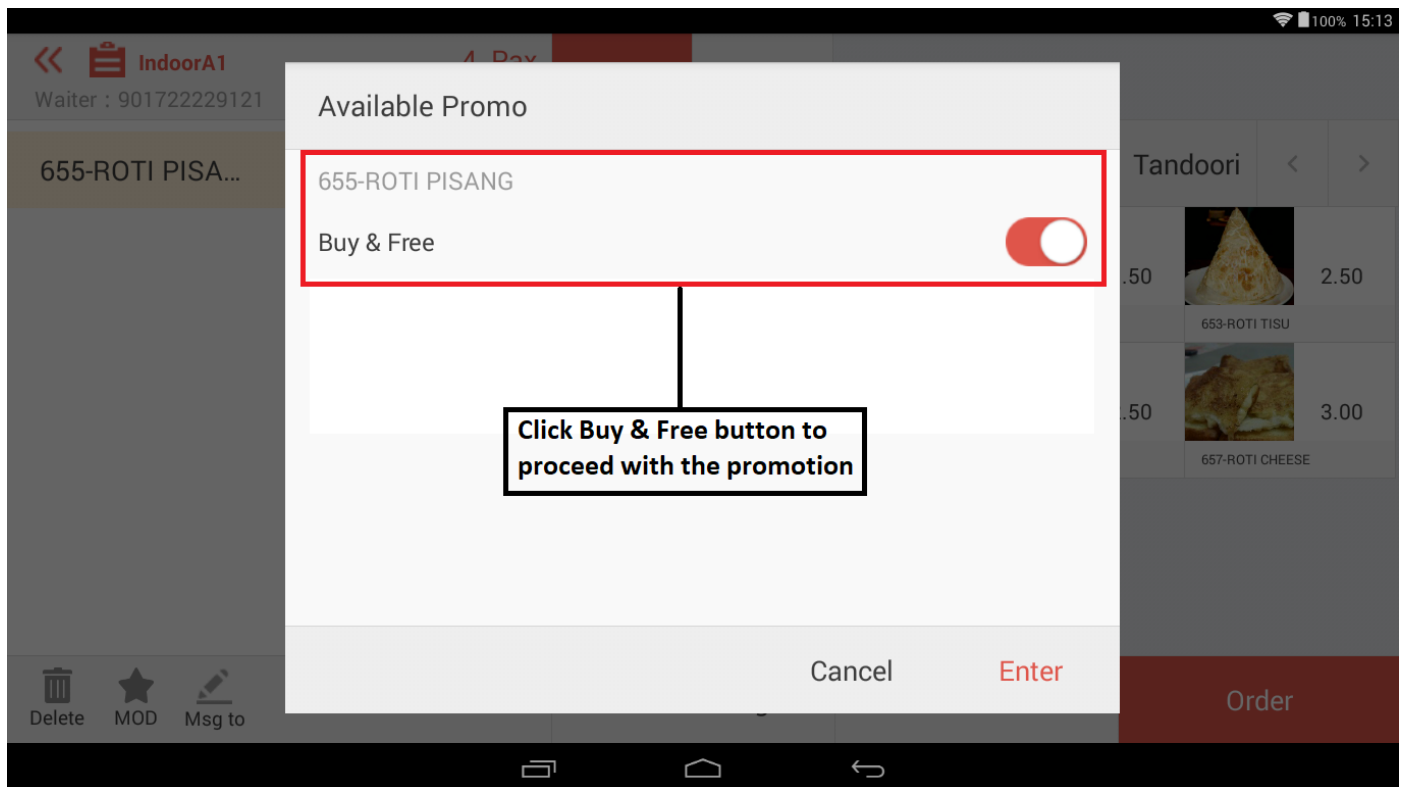 100% 15:13
IndoorA1
4 Pax
Waiter : 901722229121
Available Promo
655-ROTI PISA...
655-ROTI PISANG
Buy & Free
Tandoori
.50
2.50
653-ROTI TISU
.50
3.00
657-ROTI CHEESE
Click Buy & Free button to
proceed with the promotion
Cancel
Enter
Delete
MOD
Msg to
Order